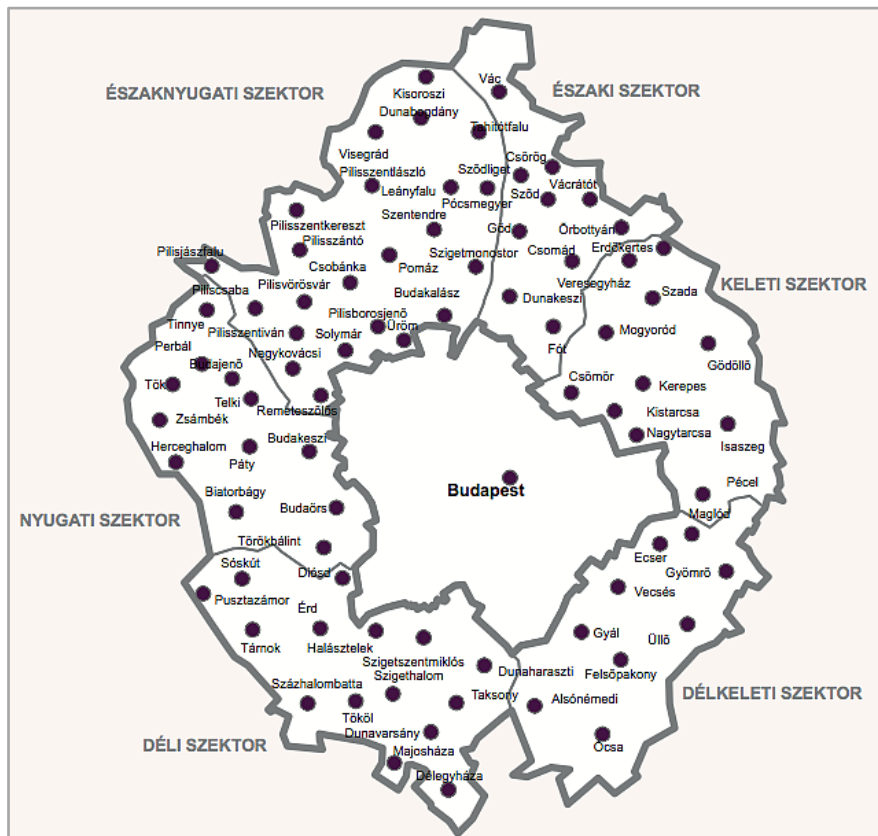 Vác
ÉSZAKNYUGATI SZEKTOR
ÉSZAKI SZEKTOR
Kisoroszi
Dunabogdány
Tahitótfalu
Visegrád
Csörög
Pilisszentlászló
Sződliget
Vácrátót
Leányfalu
Pócsmegyer
Sződ
Pilisszentkereszt
Szentendre
Göd
Őrbottyán
Pilisszántó
Erdőkertes
Pilisjászfalu
Csobánka
Pomáz
Szigetmonostor
Csomád
Piliscsaba
Pilisvörösvár
Veresegyház
KELETI SZEKTOR
Budakalász
Dunakeszi
Szada
Tinnye
Pilisborosjenő
Pilisszentiván
Solymár
Üröm
Mogyoród
Perbál
Nagykovácsi
Fót
Gödöllő
Budajenő
Tök
Csömör
Kerepes
Telki
Remeteszőlős
Zsámbék
Kistarcsa
Nagytarcsa
Herceghalom
Budakeszi
Isaszeg
Páty
Budapest
Pécel
Biatorbágy
Budaörs
Maglód
NYUGATI SZEKTOR
Törökbálint
Ecser
Sóskút
Diósd
Gyömrő
Pusztazámor
Vecsés
Érd
Tárnok
Halásztelek
Gyál
Üllő
Szigetszentmiklós
Szigethalom
Dunaharaszti
Felsőpakony
Százhalombatta
Taksony
Alsónémedi
DÉLKELETI SZEKTOR
Tököl
Dunavarsány
DÉLI SZEKTOR
Majosháza
Ócsa
Délegyháza